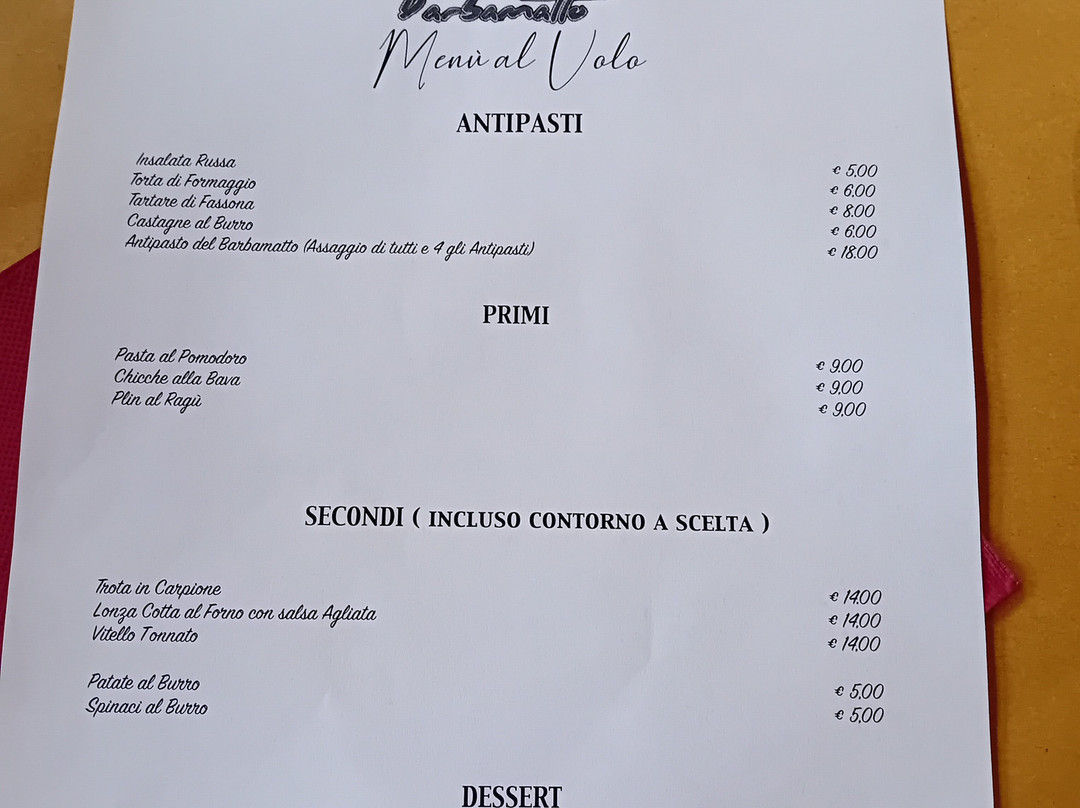 Barbamatto
Menù al Volo
ANTIPASTI
Insalata Russa € 5,00
Torta di Formaggio € 6,00
Tartare di Fassona € 8,00
Castagne al Burro € 6,00
Antipasto del Barbamatto (Assaggio di tutti e 4 gli Antipasti) € 18,00
PRIMI
Pasta al Pomodoro € 9,00
Chicche alla Bava € 9,00
Plin al Ragù € 9,00
SECONDI ( INCLUSO CONTORNO A SCELTA )
Trota in Carpione € 14,00
Lonza Cotta al Forno con salsa Agliata € 14,00
Vitello Tonnato € 14,00
Patate al Burro € 5,00
Spinaci al Burro € 5,00
DESSERT